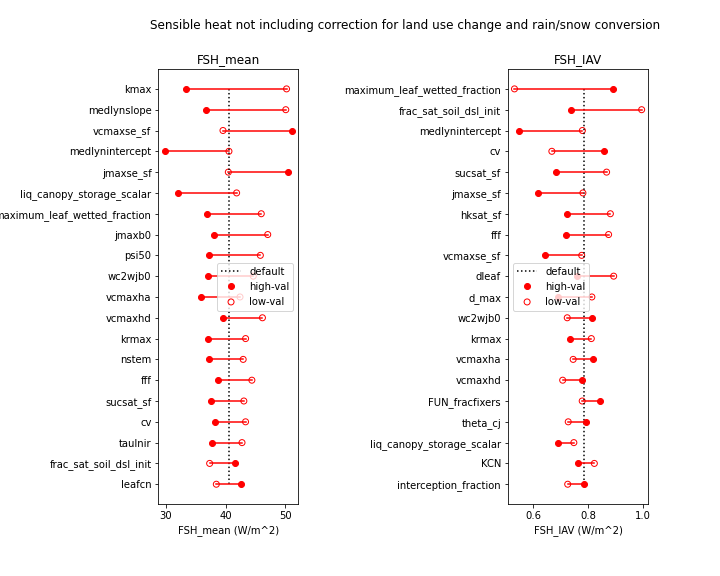 Sensible heat not including correction for land use change and rain/snow conversion
FSH_mean
kmax
medlynslope
vcmaxse_sf
medlynintercept
jmaxse_sf
liq_canopy_storage_scalar
maximum_leaf_wetted_fraction
jmaxb0
psi50
wc2wjb0
vcmaxha
vcmaxhd
krmax
nstem
fff
sucsat_sf
cv
taulnir
frac_sat_soil_dsl_init
leafcn
default
high-val
low-val
30 40 50
FSH_mean (W/m^2)
FSH_IAV
maximum_leaf_wetted_fraction
frac_sat_soil_dsl_init
medlynintercept
cv
sucsat_sf
jmaxse_sf
hksat_sf
fff
vcmaxse_sf
dleaf
d_max
wc2wjb0
krmax
vcmaxha
vcmaxhd
FUN_fracfixers
theta_cj
liq_canopy_storage_scalar
KCN
interception_fraction
default
high-val
low-val
0.6 0.8 1.0
FSH_IAV (W/m^2)